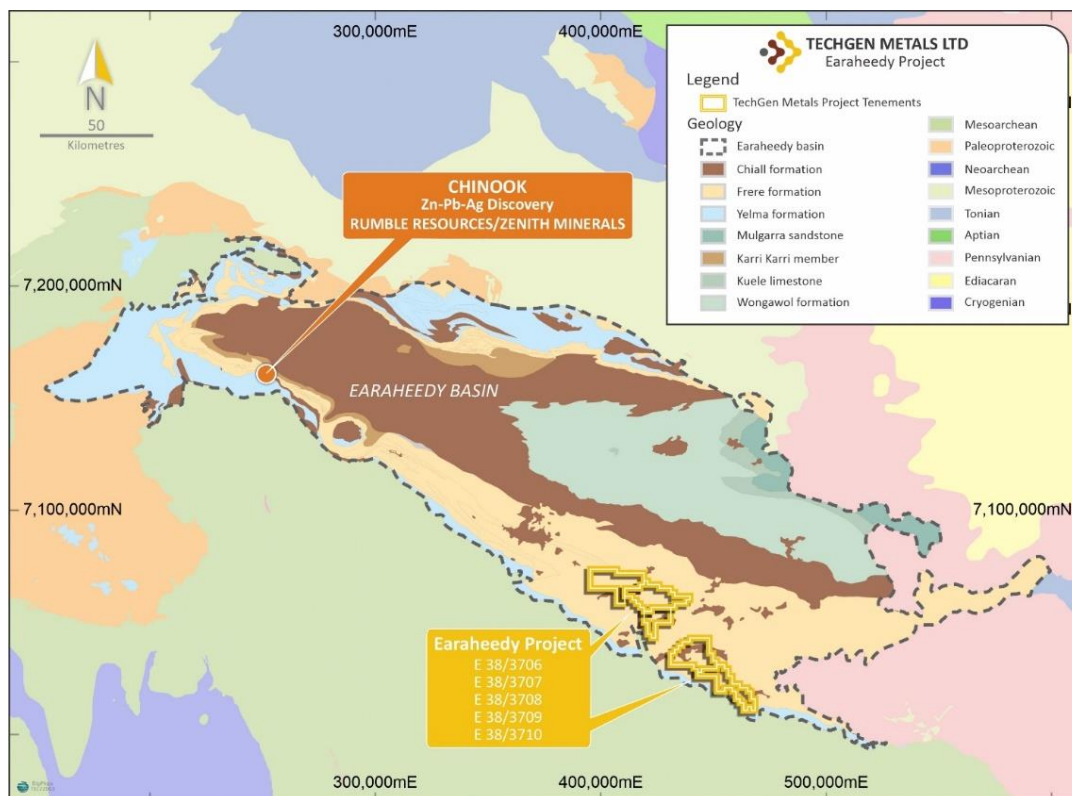 300,000mE
400,000mE
N
50
Kilometres
TECHGEN METALS LTD
Earaheedy Project
Legend
TechGen Metals Project Tenements
Geology
Earaheedy basin
Chiall formation
Frere formation
Yelma formation
Mulgarra sandstone
Karri Karri member
Kuele limestone
Wongawol formation
Mesoarchean
Paleoproterozoic
Neoarchean
Mesoproterozoic
Tonian
Aptian
Pennsylvanian
Ediacaran
Cryogenian
CHINOOK
Zn-Pb-Ag Discovery
RUMBLE RESOURCES/ZENITH MINERALS
7,200,000mN
EARAHEEDY BASIN
7,100,000mN
7,100,000mN
Earaheedy Project
E 38/3706
E 38/3707
E 38/3708
E 38/3709
E 38/3710
300,000mE
400,000mE
500,000mE